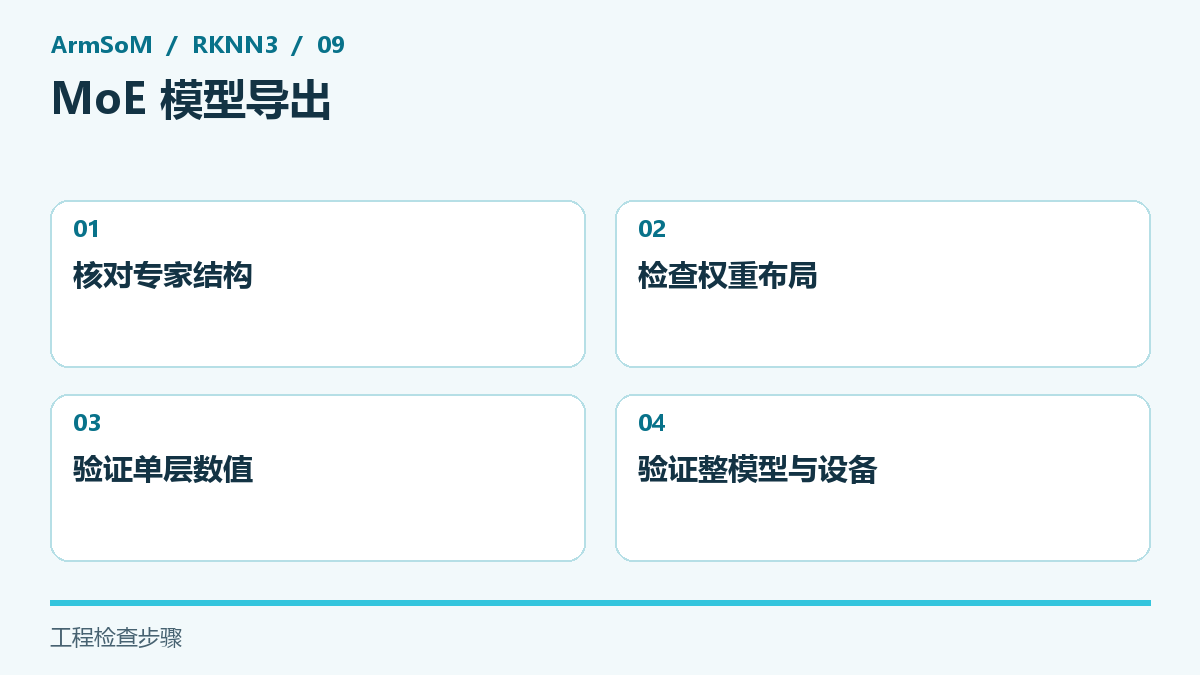 ArmSoM / RKNN3 / 09
MoE 模型导出
01
核对专家结构
02
检查权重布局
03
验证单层数值
04
验证整模型与设备
工程检查步骤